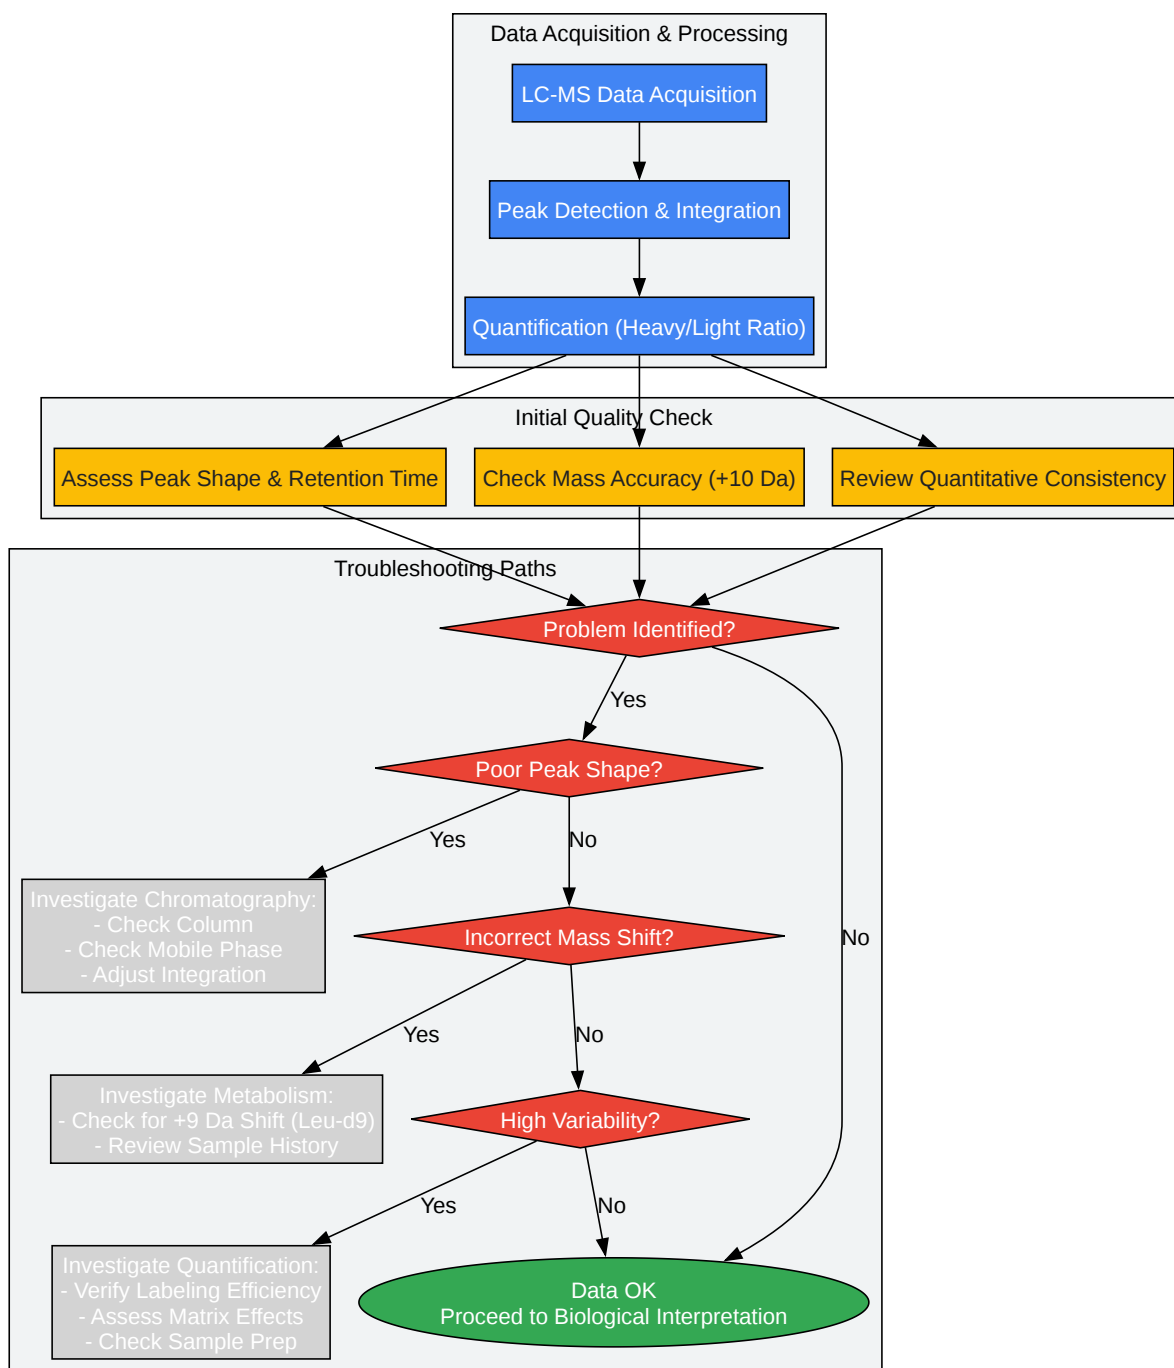 Data Acquisition & Processing
LC-MS Data Acquisition
Peak Detection & Integration
Quantification (Heavy/Light Ratio)
Initial Quality Check
Assess Peak Shape & Retention Time
Check Mass Accuracy (+10 Da)
Review Quantitative Consistency
Troubleshooting Paths
Problem Identified?
Yes
Poor Peak Shape?
Yes
No
Investigate Chromatography:
- Check Column
- Check Mobile Phase
- Adjust Integration
Incorrect Mass Shift?
No
Yes
No
Investigate Metabolism:
- Check for +9 Da Shift (Leu-d9)
- Review Sample History
High Variability?
Yes
No
Investigate Quantification:
- Verify Labeling Efficiency
- Assess Matrix Effects
- Check Sample Prep
Data OK
Proceed to Biological Interpretation